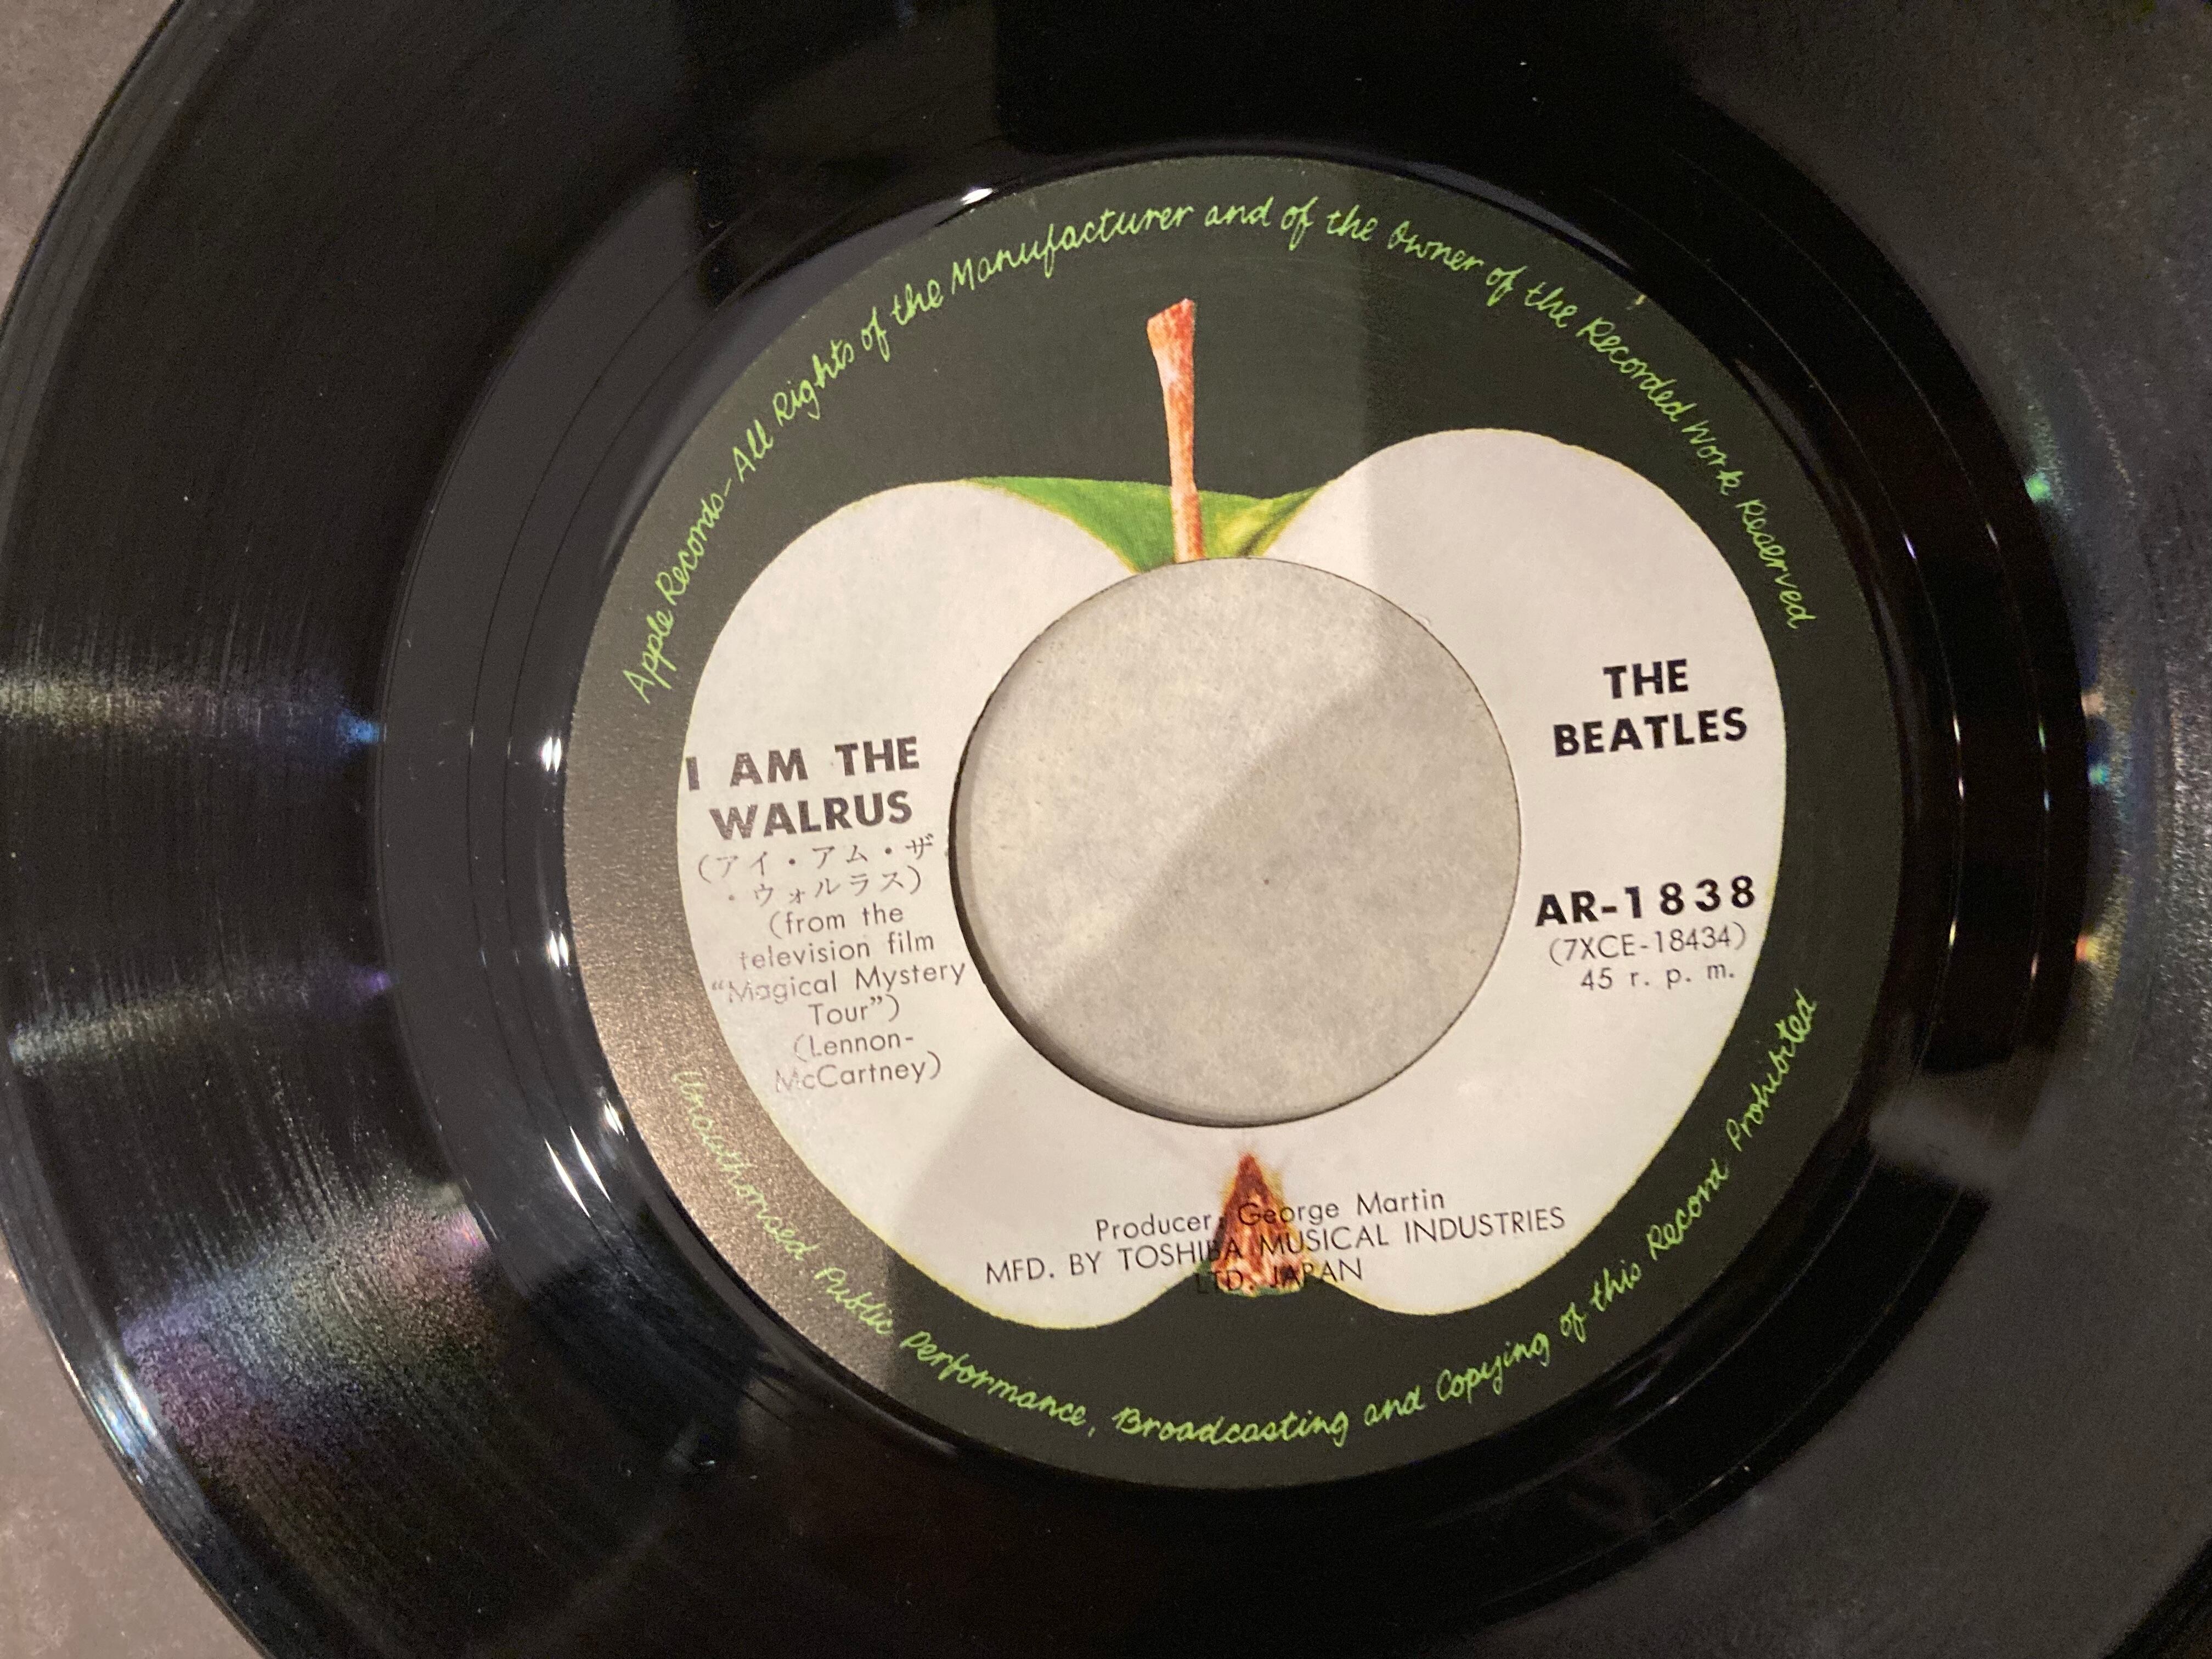 Apple Records-All Rights of the Manufacturer and of the Owner of the Recorded Work Reserved
I AM THE
WALRUS
(アイ・アム・ザ
・ウォルラス)
(from the
television film
"Magical Mystery
Tour")
(Lennon-
McCartney)
THE
BEATLES
AR-1838
(7XCE-18434)
45 r. p. m.
Producer: George Martin
MFD. BY TOSHIBA MUSICAL INDUSTRIES
LTD. JAPAN
Unauthorised Public Performance, Broadcasting and Copying of this Record Prohibited